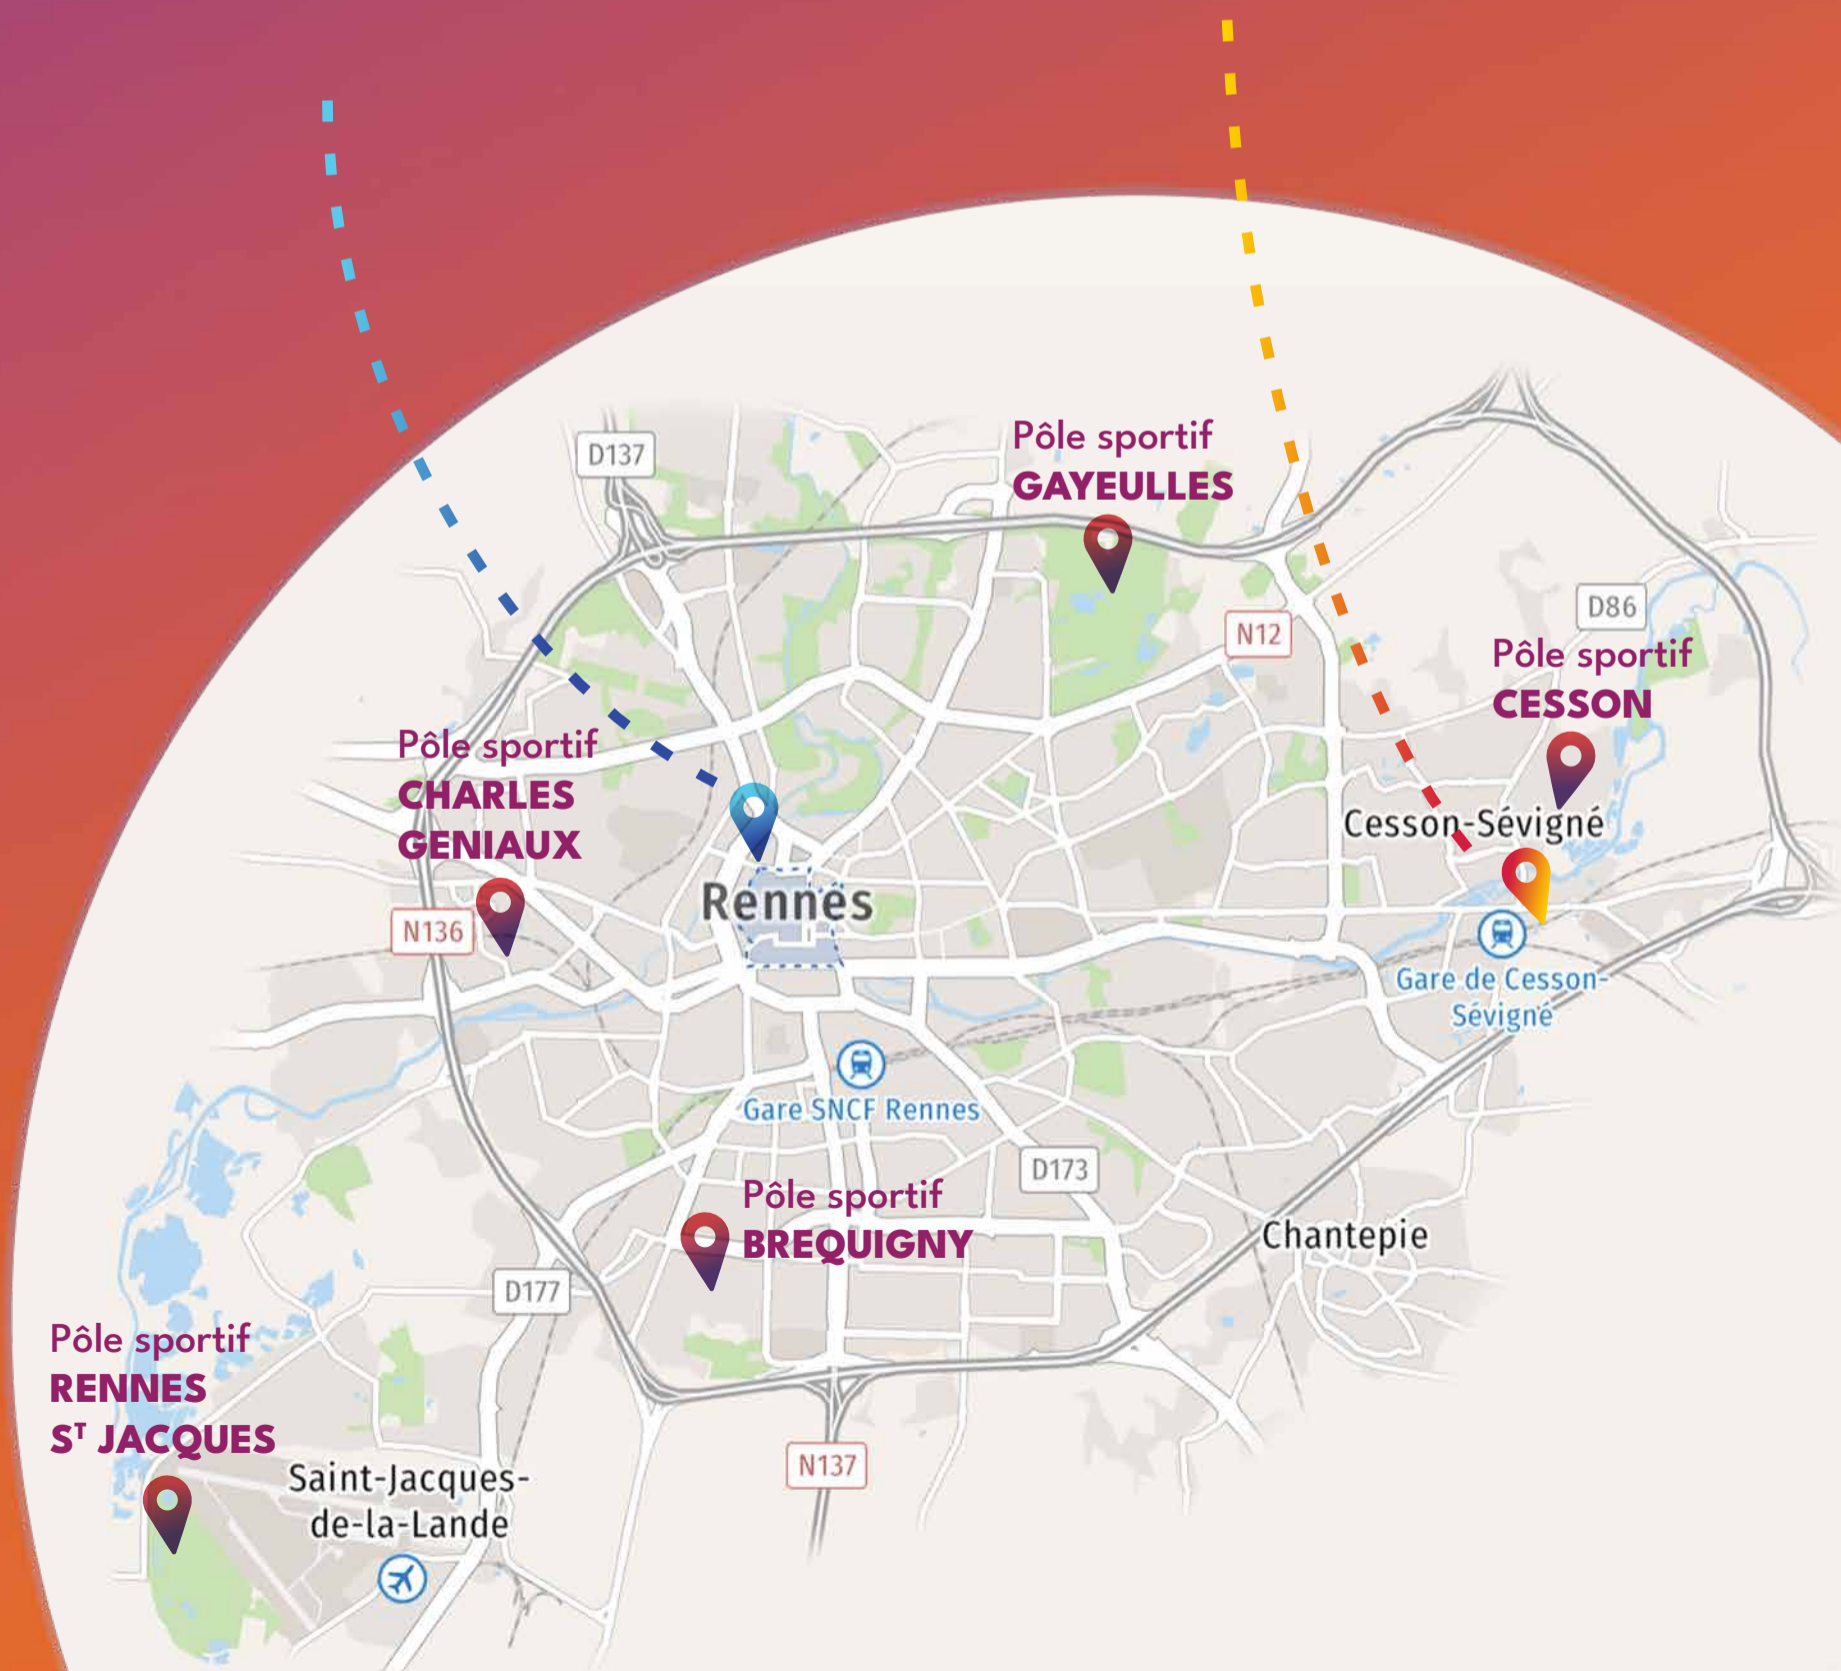 D137
Pôle sportif
GAYEULLES
D86
N12
Pôle sportif
CESSON
Pôle sportif
CHARLES
GENIAUX
Cesson-Sévigné
Rennes
N136
Gare de Cesson-
Sévigné
Gare SNCF Rennes
D173
Pôle sportif
BREQUIGNY
Chantepie
D177
Pôle sportif
RENNES
Sᵀ JACQUES
N137
Saint-Jacques-
de-la-Lande